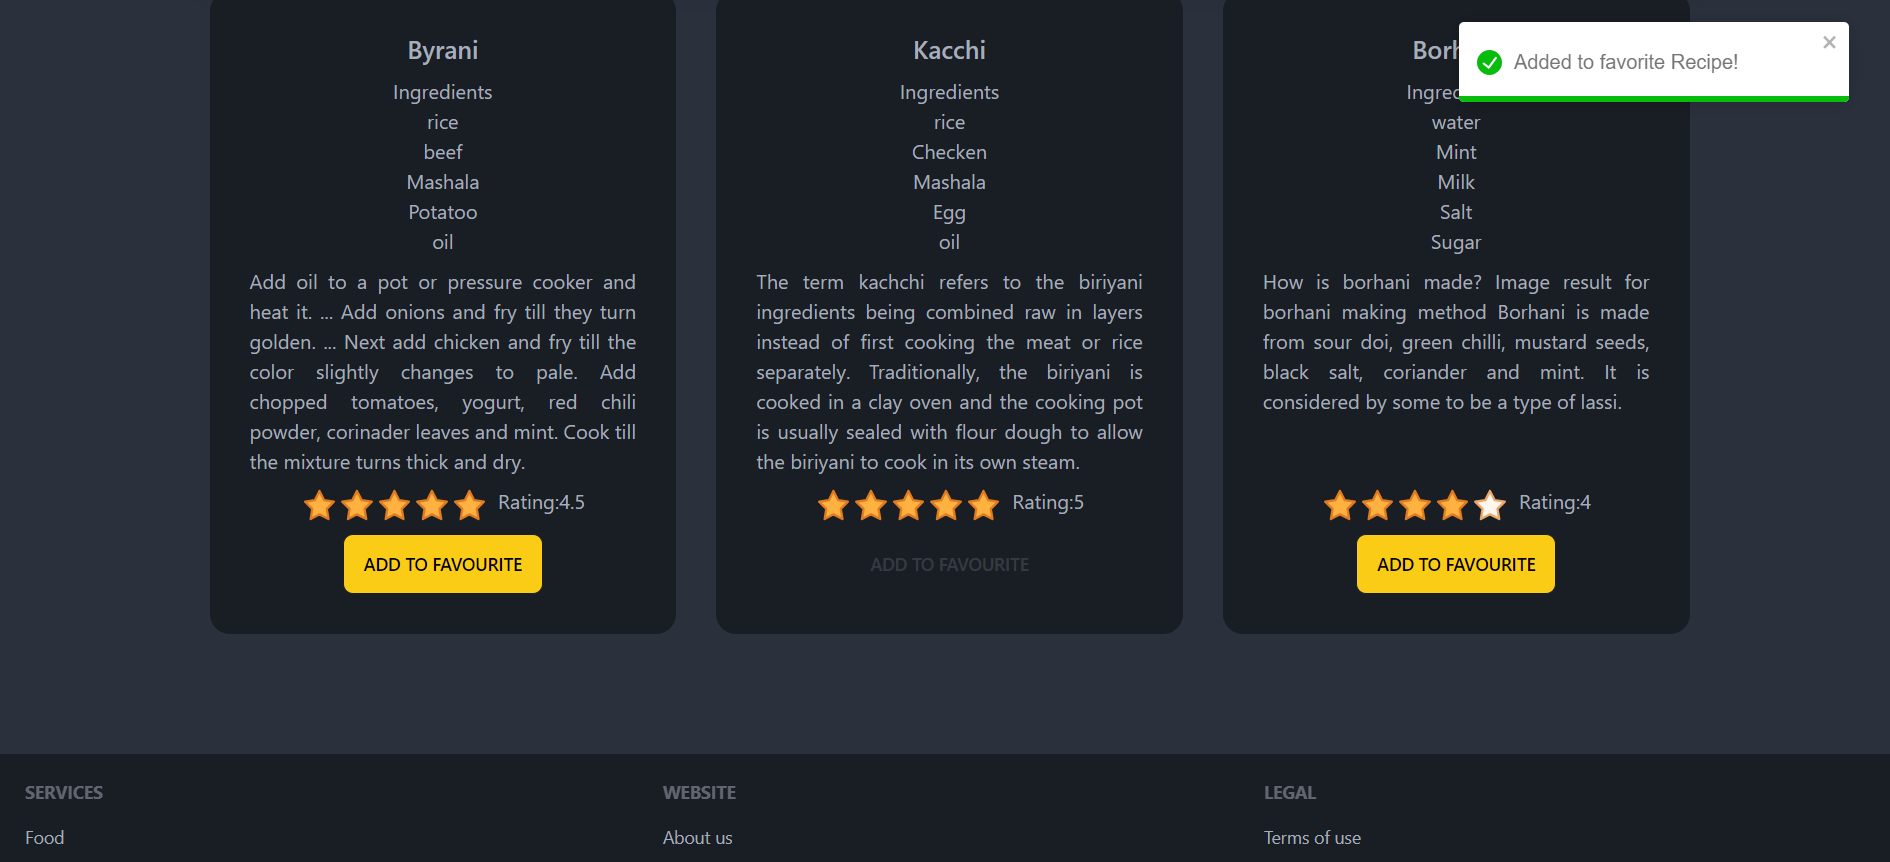 Byrani
Ingredients
rice
beef
Mashala
Potatoo
oil
Add oil to a pot or pressure cooker and
heat it. ... Add onions and fry till they turn
golden. ... Next add chicken and fry till the
color slightly changes to pale. Add
chopped tomatoes, yogurt, red chili
powder, corinader leaves and mint. Cook till
the mixture turns thick and dry.
Rating:4.5
ADD TO FAVOURITE
Kacchi
Ingredients
rice
Checken
Mashala
Egg
oil
The term kachchi refers to the biriyani
ingredients being combined raw in layers
instead of first cooking the meat or rice
separately. Traditionally, the biriyani is
cooked in a clay oven and the cooking pot
is usually sealed with flour dough to allow
the biriyani to cook in its own steam.
Rating:5
ADD TO FAVOURITE
Added to favorite Recipe!
water
Mint
Milk
Salt
Sugar
How is borhani made? Image result for
borhani making method Borhani is made
from sour doi, green chilli, mustard seeds,
black salt, coriander and mint. It is
considered by some to be a type of lassi.
Rating:4
ADD TO FAVOURITE
SERVICES
Food
WEBSITE
About us
LEGAL
Terms of use